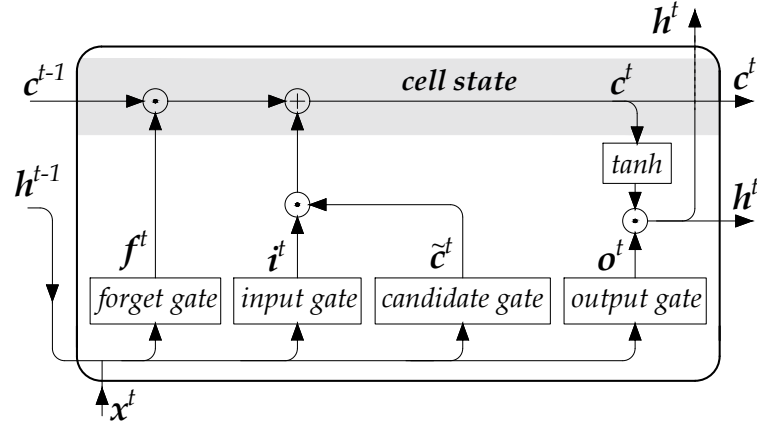 h^t
c^{t-1} cell state c^t c^t
tanh
h^{t-1} h^t
f^t i^t c̃^t o^t
forget gate input gate candidate gate output gate
x^t